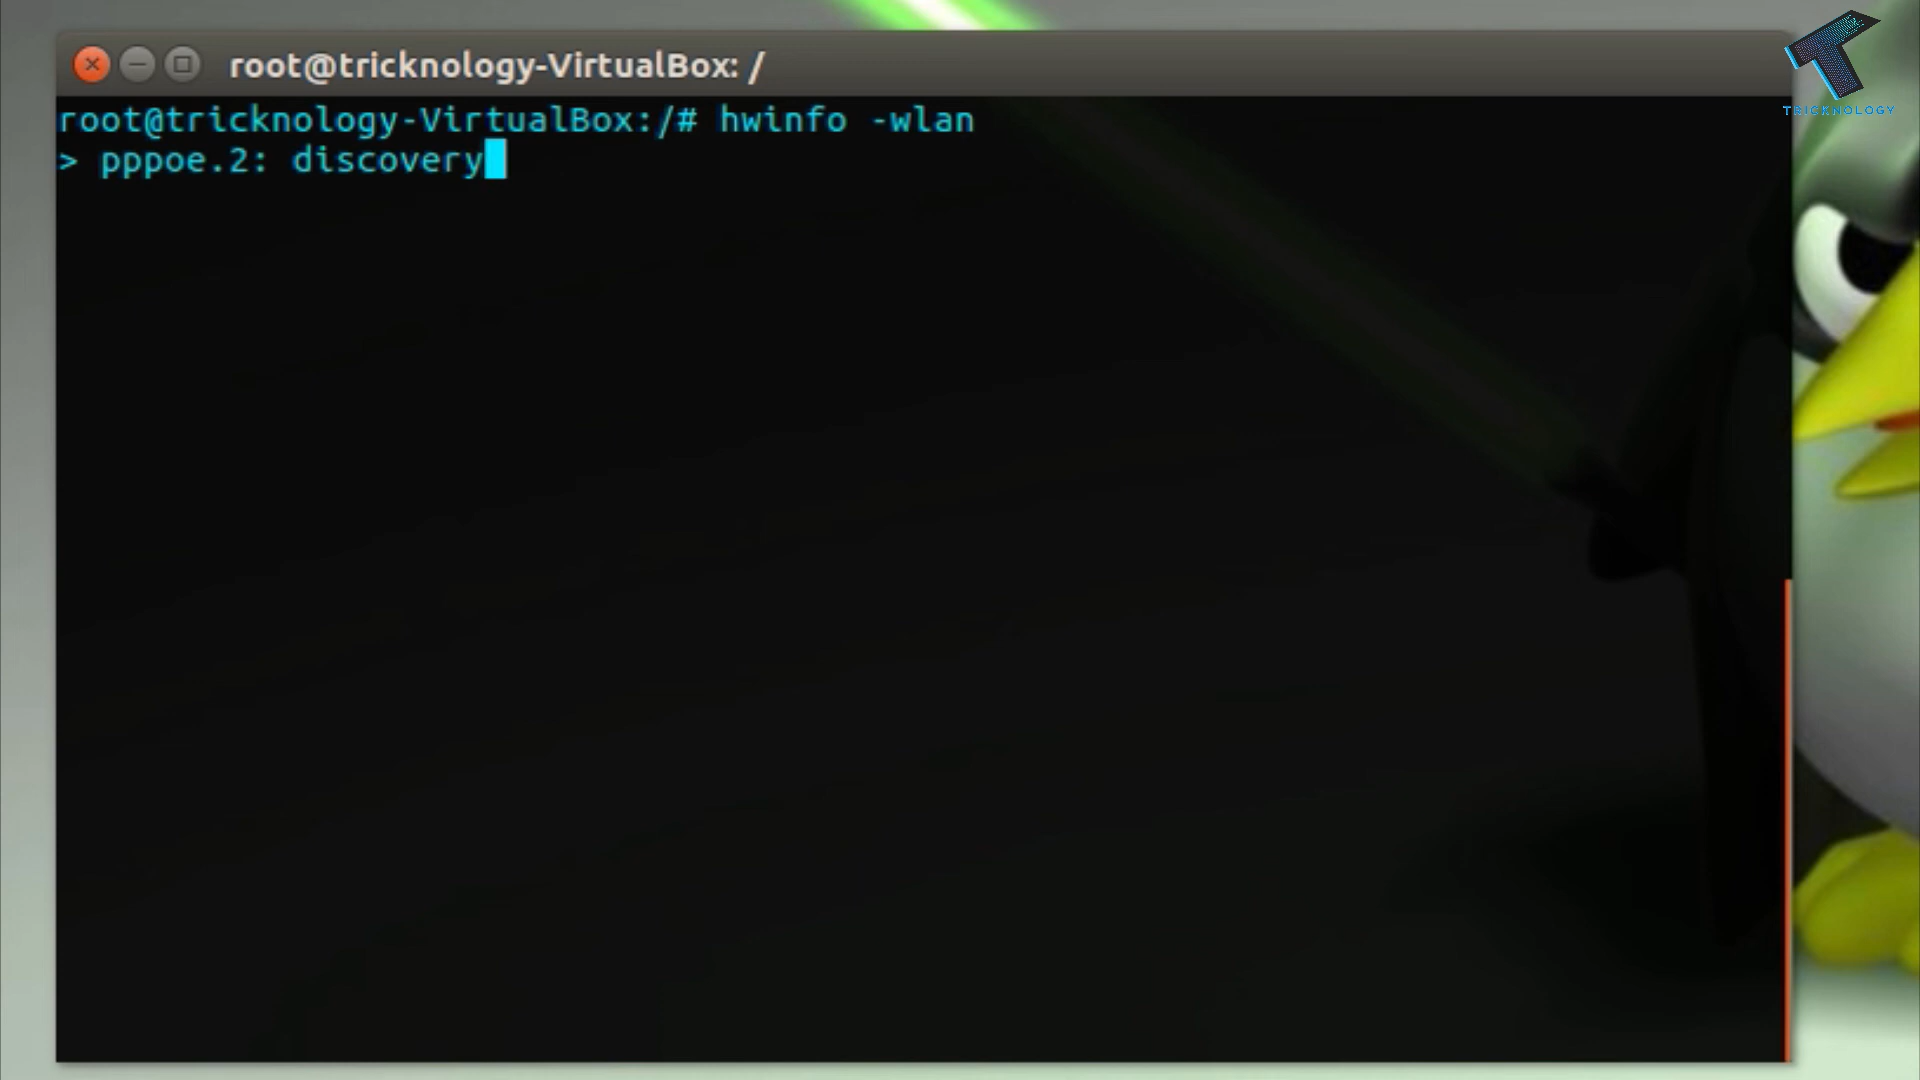 root@tricknology-VirtualBox: /
root@tricknology-VirtualBox:/# hwinfo -wlan
> pppoe.2: discovery
TRICKNOLOGY